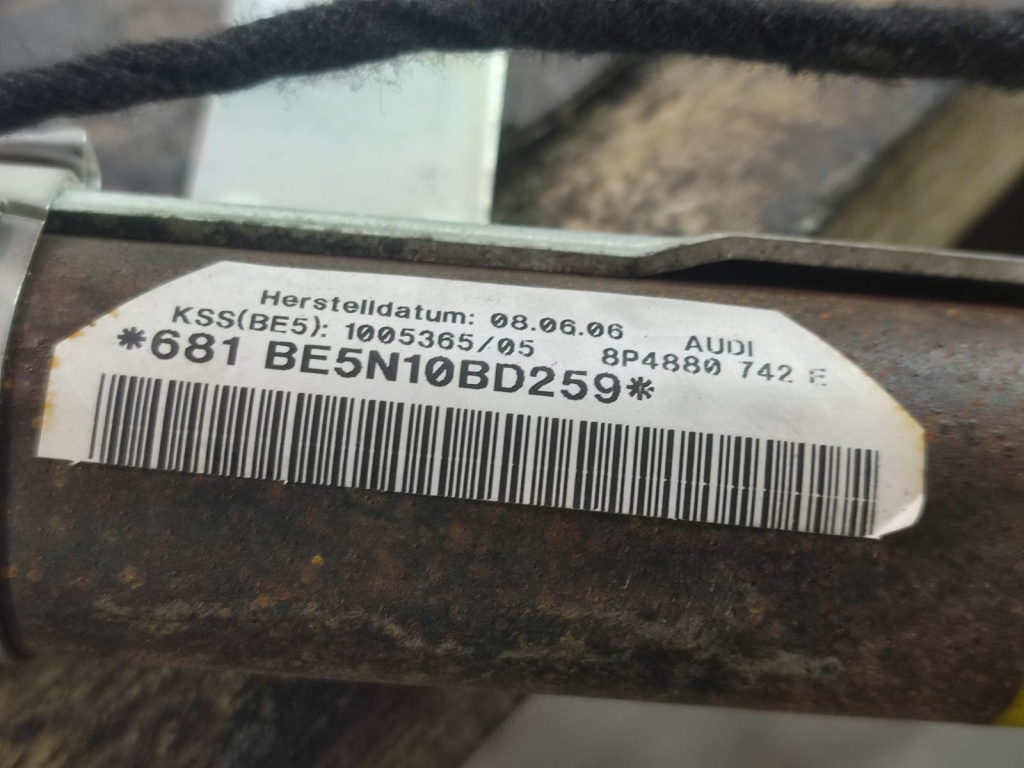 Herstelldatum: 08.06.06 AUDI
KSS(BE5): 1005365/05 8P4880 742 E
*681 BE5N10BD259*